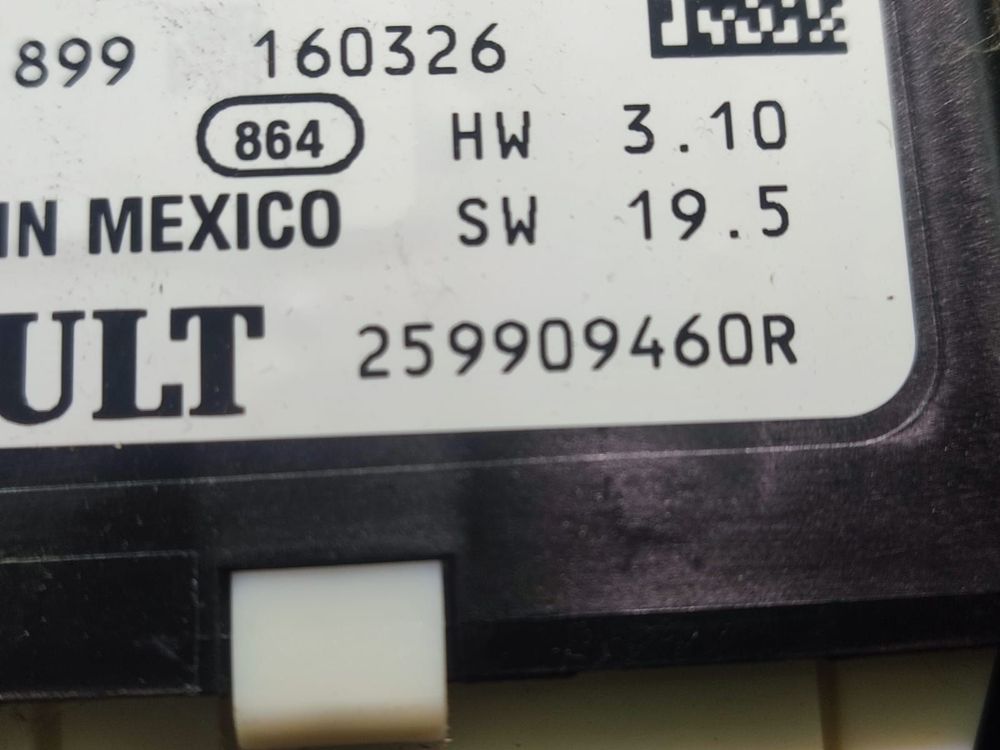 899 160326
864 HW 3.10
IN MEXICO SW 19.5
ULT 259909460R